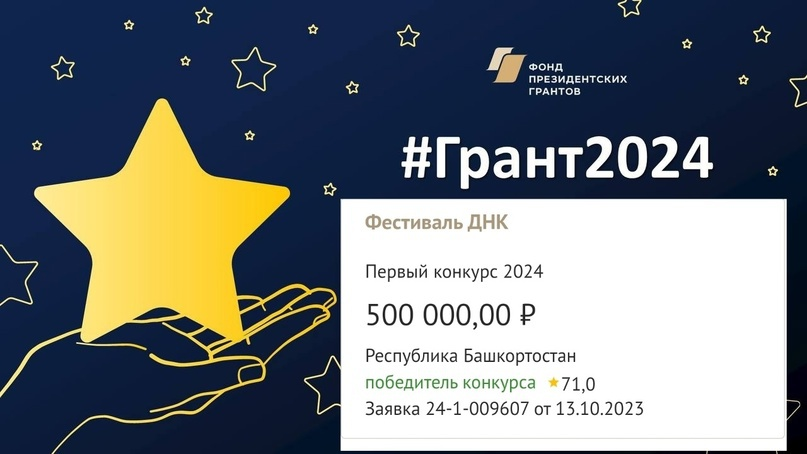 ФОНД
ПРЕЗИДЕНТСКИХ
ГРАНТОВ
#Грант2024
Фестиваль ДНК
Первый конкурс 2024
500 000,00 ₽
Республика Башкортостан
победитель конкурса ★71,0
Заявка 24-1-009607 от 13.10.2023